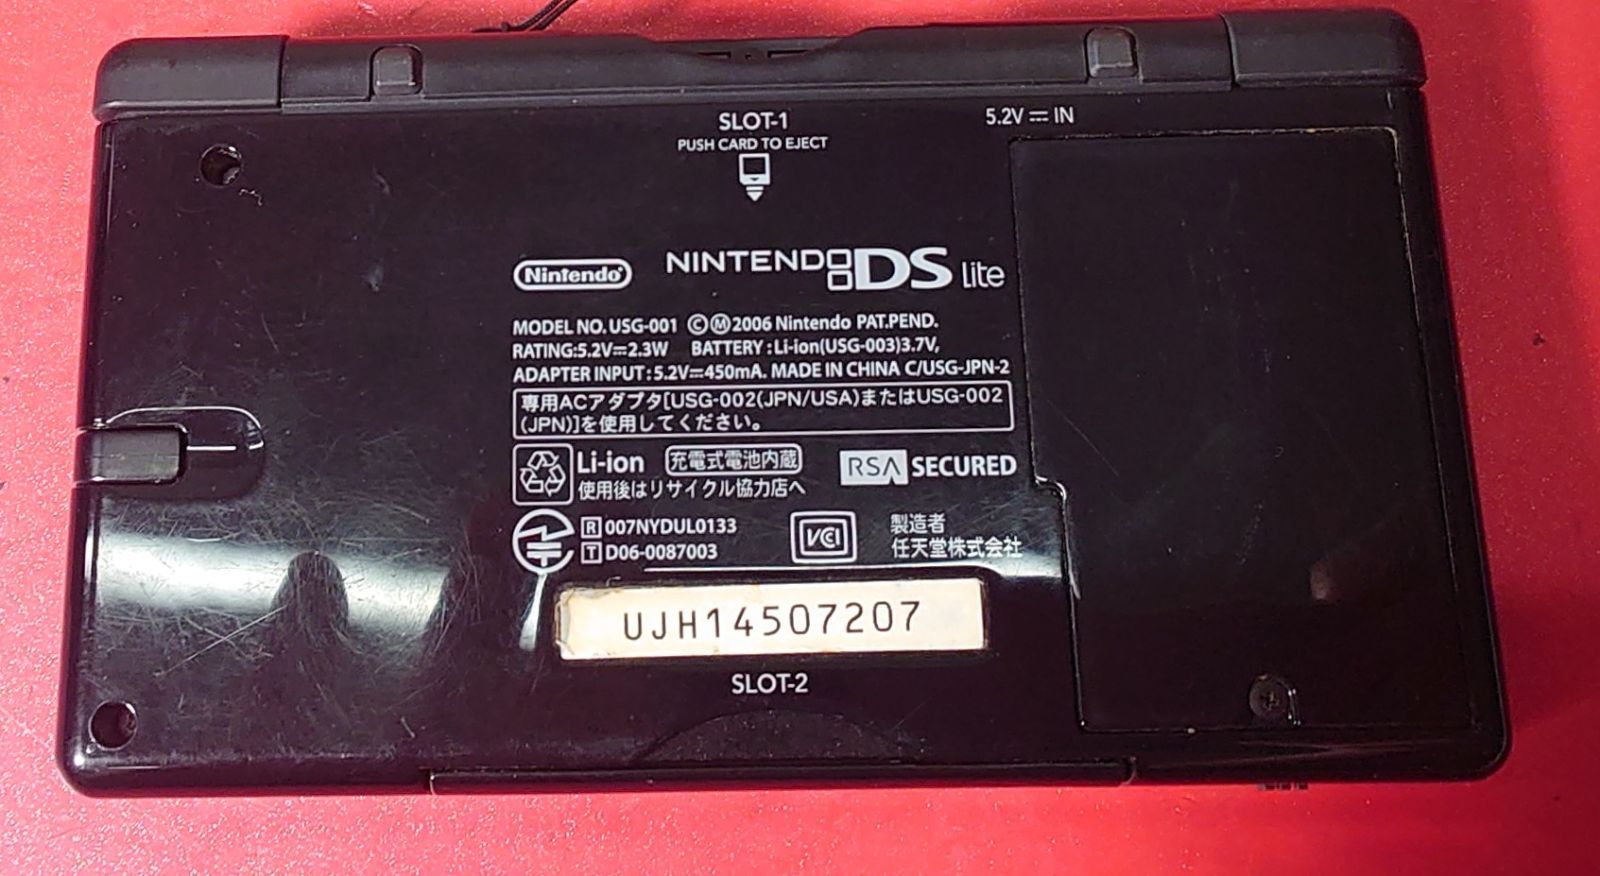 SLOT-1
PUSH CARD TO EJECT
5.2V⎓IN
Nintendo
NINTENDO DS Lite
MODEL NO. USG-001 ©Ⓜ2006 Nintendo PAT.PEND.
RATING:5.2V⎓2.3W BATTERY:Li-ion(USG-003)3.7V,
ADAPTER INPUT:5.2V⎓450mA. MADE IN CHINA C/USG-JPN-2
専用ACアダプタ[USG-002(JPN/USA)またはUSG-002
(JPN)]を使用してください。
Li-ion 充電式電池内蔵
使用後はリサイクル協力店へ
RSA SECURED
R 007NYDUL0133
T D06-0087003
VCI
製造者
任天堂株式会社
UJH14507207
SLOT-2